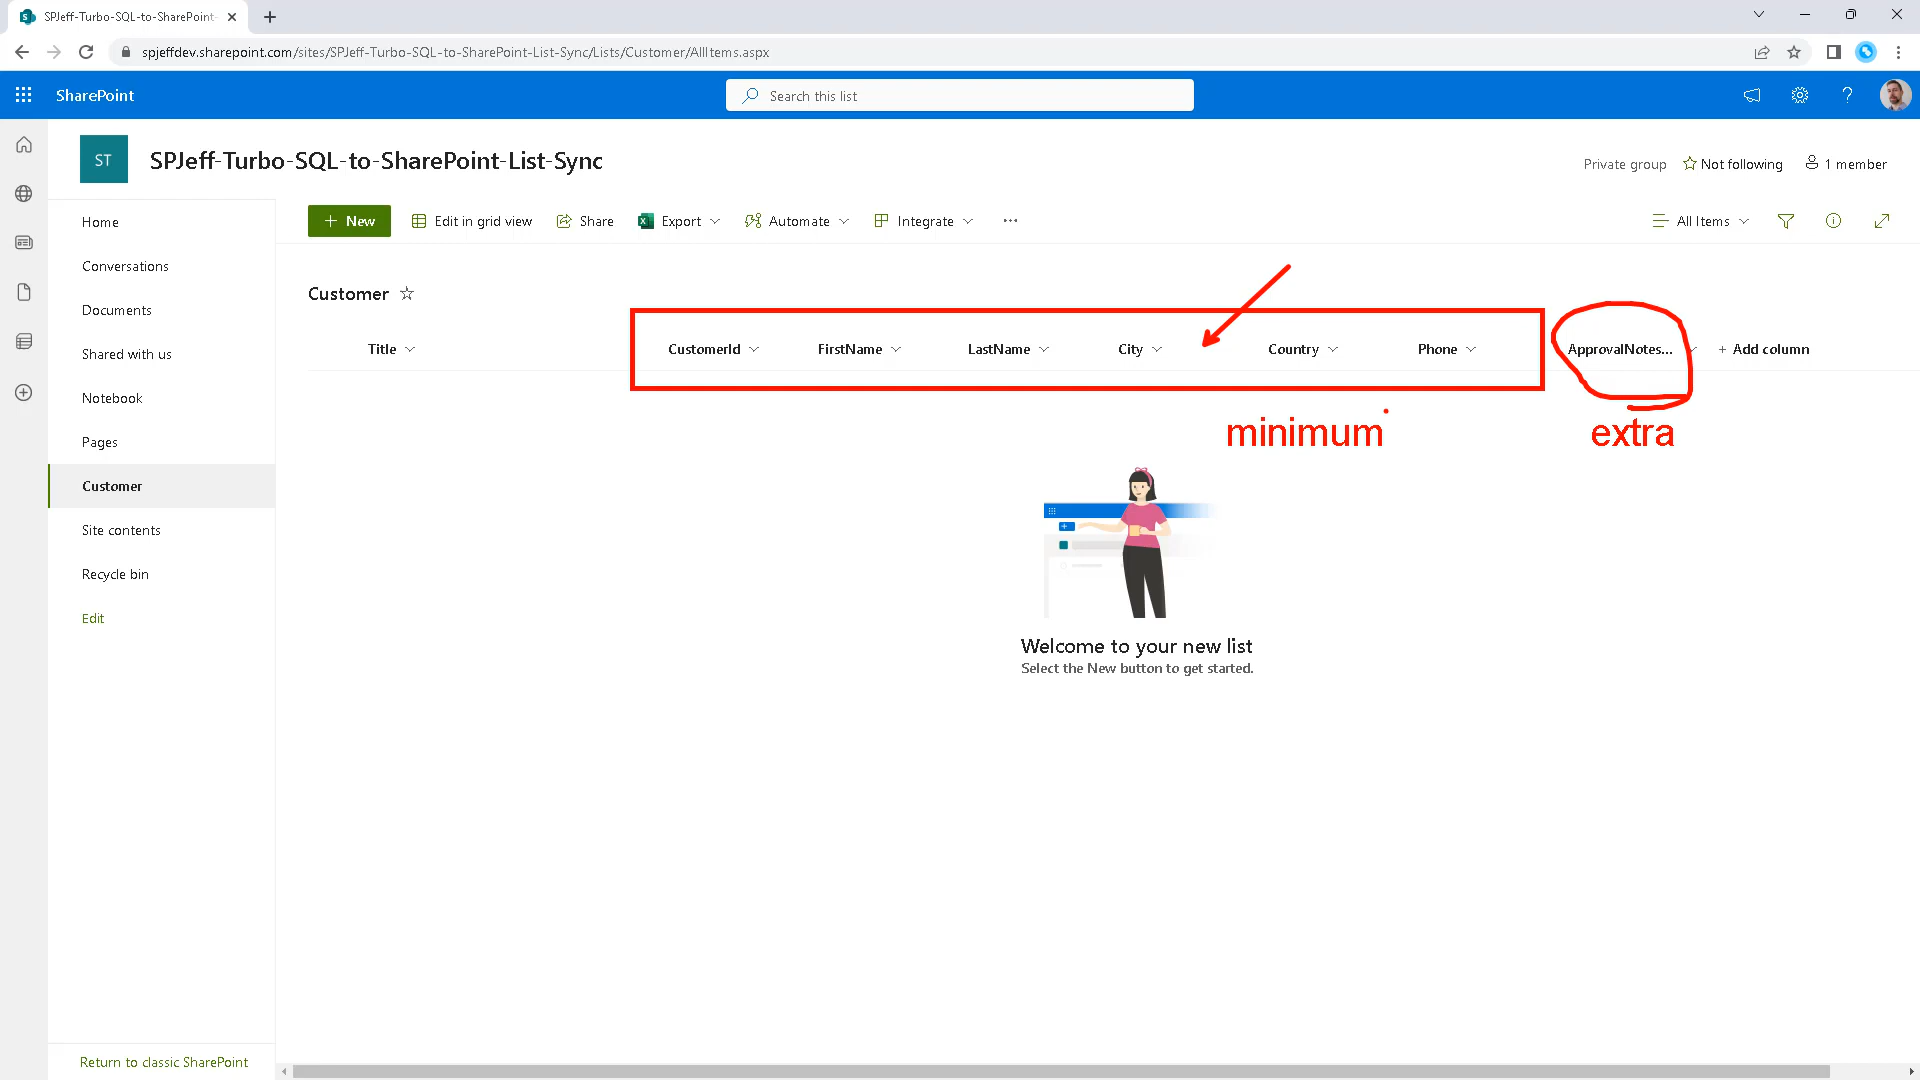 SPJeff-Turbo-SQL-to-SharePoint-
spjeffdev.sharepoint.com/sites/SPJeff-Turbo-SQL-to-SharePoint-List-Sync/Lists/Customer/AllItems.aspx
SharePoint
Search this list
?
ST
SPJeff-Turbo-SQL-to-SharePoint-List-Sync
Private group
Not following
1 member
Home
Conversations
Documents
Shared with us
Notebook
Pages
Customer
Site contents
Recycle bin
Edit
Return to classic SharePoint
+ New
Edit in grid view
Share
Export
Automate
Integrate
...
All Items
Customer
Title
CustomerId
FirstName
LastName
City
Country
Phone
ApprovalNotes...
+ Add column
minimum
extra
Welcome to your new list
Select the New button to get started.